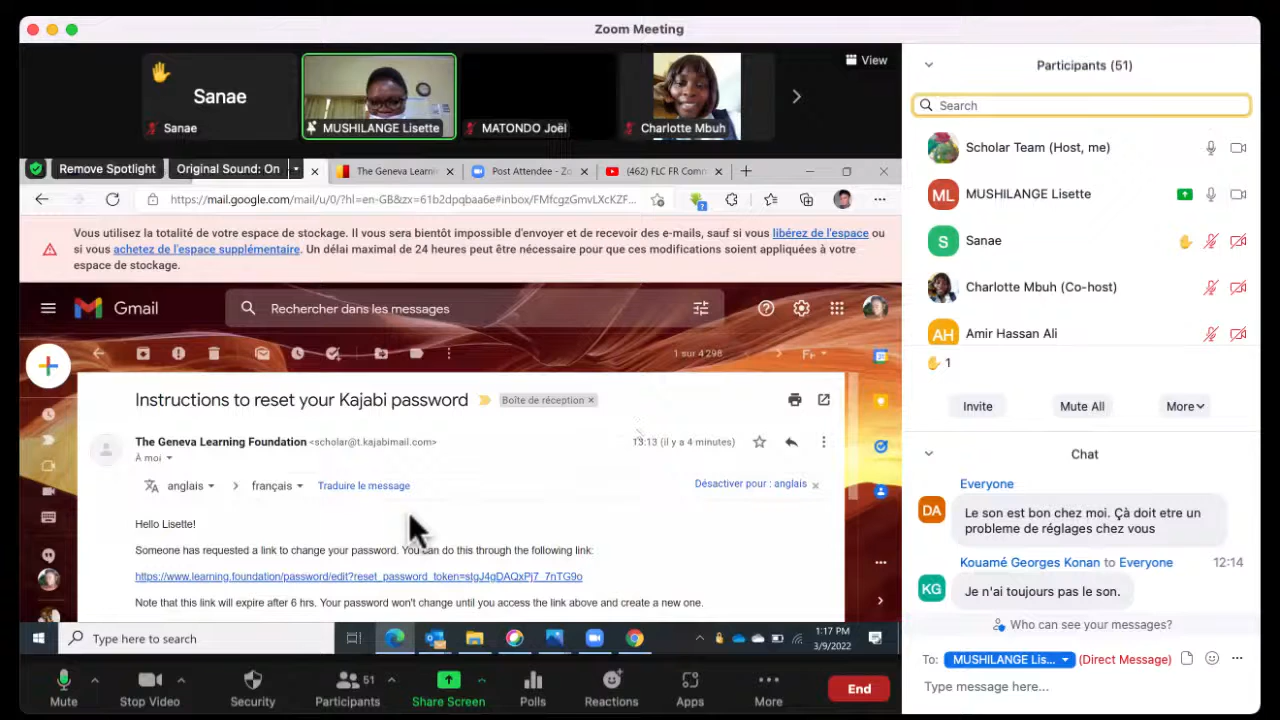 Zoom Meeting
Sanae
Sanae
MUSHILANGE Lisette
MATONDO Joël
Charlotte Mbuh
View
Remove Spotlight
Original Sound: On
The Geneva Learni
Post Attendee - Zo
(462) FLC FR Comm
https://mail.google.com/mail/u/0/?hl=en-GB&zx=61b2dpqbaa6e#inbox/FMfcgzGmvLXcKZF...
Vous utilisez la totalité de votre espace de stockage. Il vous sera bientôt impossible d'envoyer et de recevoir des e-mails, sauf si vous libérez de l'espace ou
si vous achetez de l'espace supplémentaire. Un délai maximal de 24 heures peut être nécessaire pour que ces modifications soient appliquées à votre
espace de stockage.
Gmail
Rechercher dans les messages
1 sur 4 298
Fr
Instructions to reset your Kajabi password
Boîte de réception ×
The Geneva Learning Foundation <scholar@t.kajabimail.com>
13:13 (il y a 4 minutes)
À moi
anglais
français
Traduire le message
Désactiver pour : anglais
Hello Lisette!
Someone has requested a link to change your password. You can do this through the following link:
https://www.learning.foundation/password/edit?reset_password_token=stgJ4gDAQxPj7_7nTG9o
Note that this link will expire after 6 hrs. Your password won't change until you access the link above and create a new one.
Type here to search
1:17 PM
3/9/2022
Mute
Stop Video
Security
Participants
51
Share Screen
Polls
Reactions
Apps
More
End
Participants (51)
Search
Scholar Team (Host, me)
ML
MUSHILANGE Lisette
S
Sanae
Charlotte Mbuh (Co-host)
AH
Amir Hassan Ali
1
Invite
Mute All
More
Chat
Everyone
DA
Le son est bon chez moi. Çà doit etre un
probleme de réglages chez vous
Kouamé Georges Konan to Everyone
12:14
KG
Je n'ai toujours pas le son.
Who can see your messages?
To:
MUSHILANGE Lis...
(Direct Message)
Type message here...